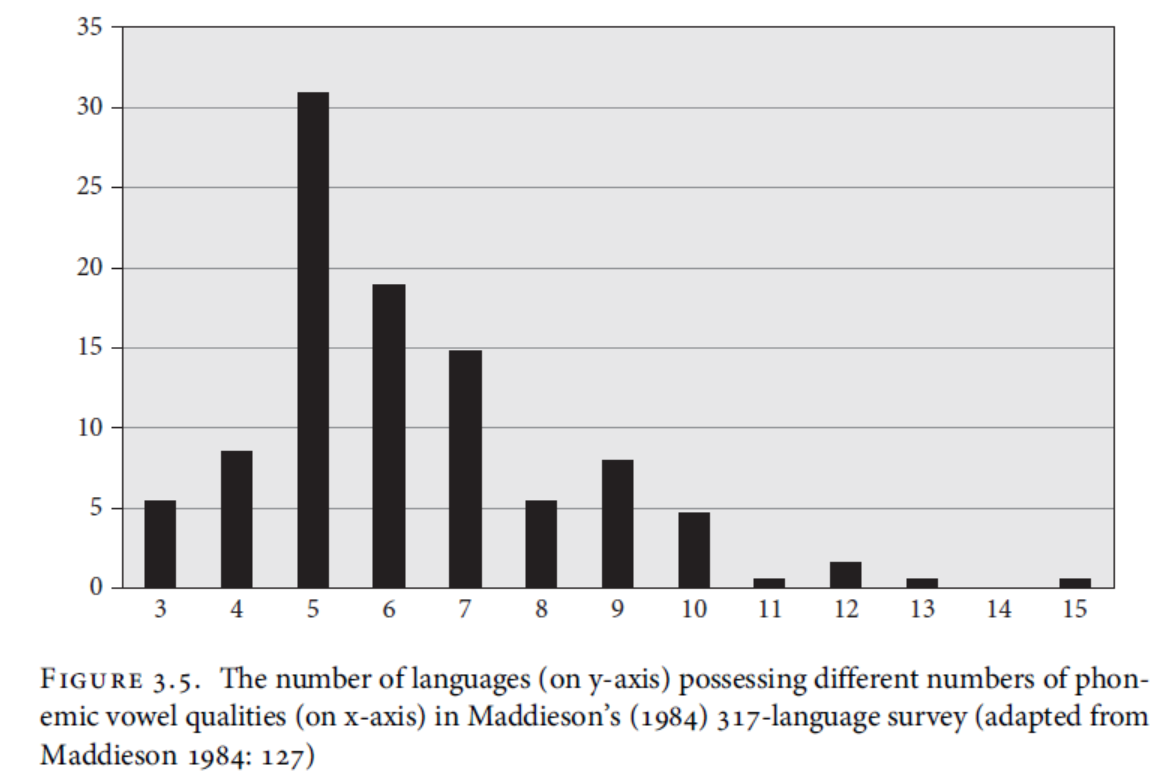 35
30
25
20
15
10
5
0
3 4 5 6 7 8 9 10 11 12 13 14 15
FIGURE 3.5. The number of languages (on y-axis) possessing different numbers of phon-
emic vowel qualities (on x-axis) in Maddieson's (1984) 317-language survey (adapted from
Maddieson 1984: 127)